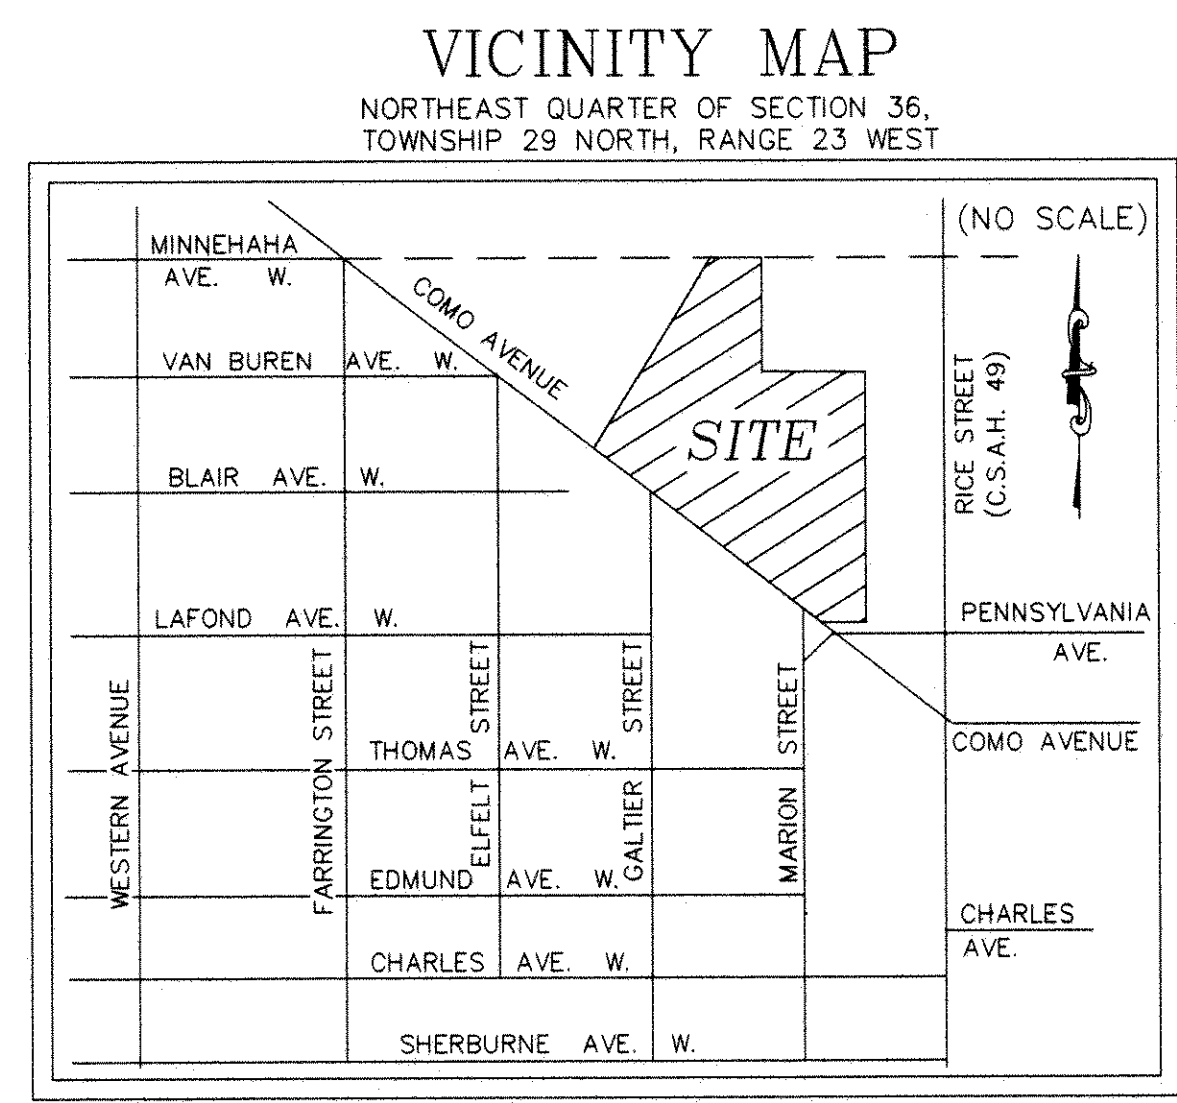 VICINITY MAP
NORTHEAST QUARTER OF SECTION 36,
TOWNSHIP 29 NORTH, RANGE 23 WEST
(NO SCALE)
MINNEHAHA
AVE. W.
COMO AVENUE
VAN BUREN AVE. W.
SITE
RICE STREET
(C.S.A.H. 49)
BLAIR AVE. W.
LAFOND AVE. W.
PENNSYLVANIA
AVE.
WESTERN AVENUE
FARRINGTON STREET
ELFELT STREET
GALTIER STREET
MARION STREET
THOMAS AVE. W.
COMO AVENUE
EDMUND AVE. W.
CHARLES
AVE.
CHARLES AVE. W.
SHERBURNE AVE. W.